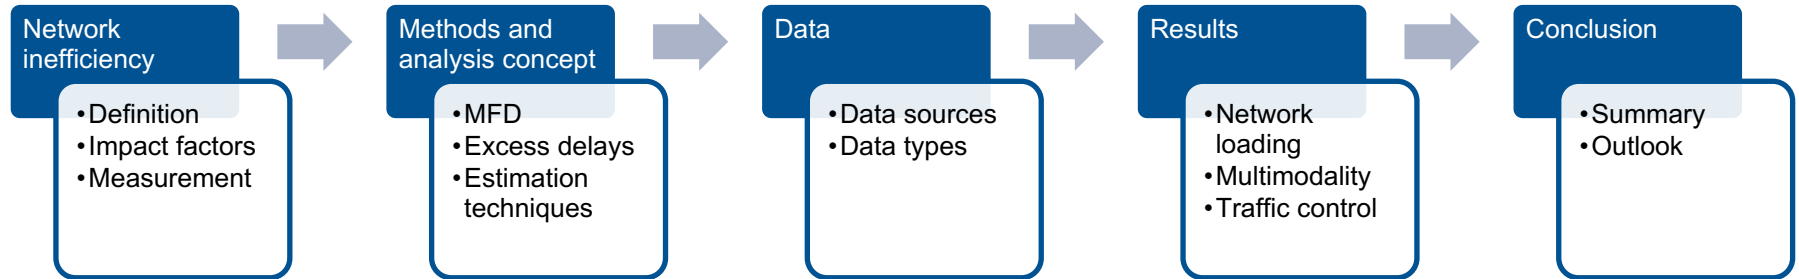 Network
inefficiency
•Definition
•Impact factors
•Measurement
Methods and
analysis concept
•MFD
•Excess delays
•Estimation
techniques
Data
•Data sources
•Data types
Results
•Network
loading
•Multimodality
•Traffic control
Conclusion
•Summary
•Outlook